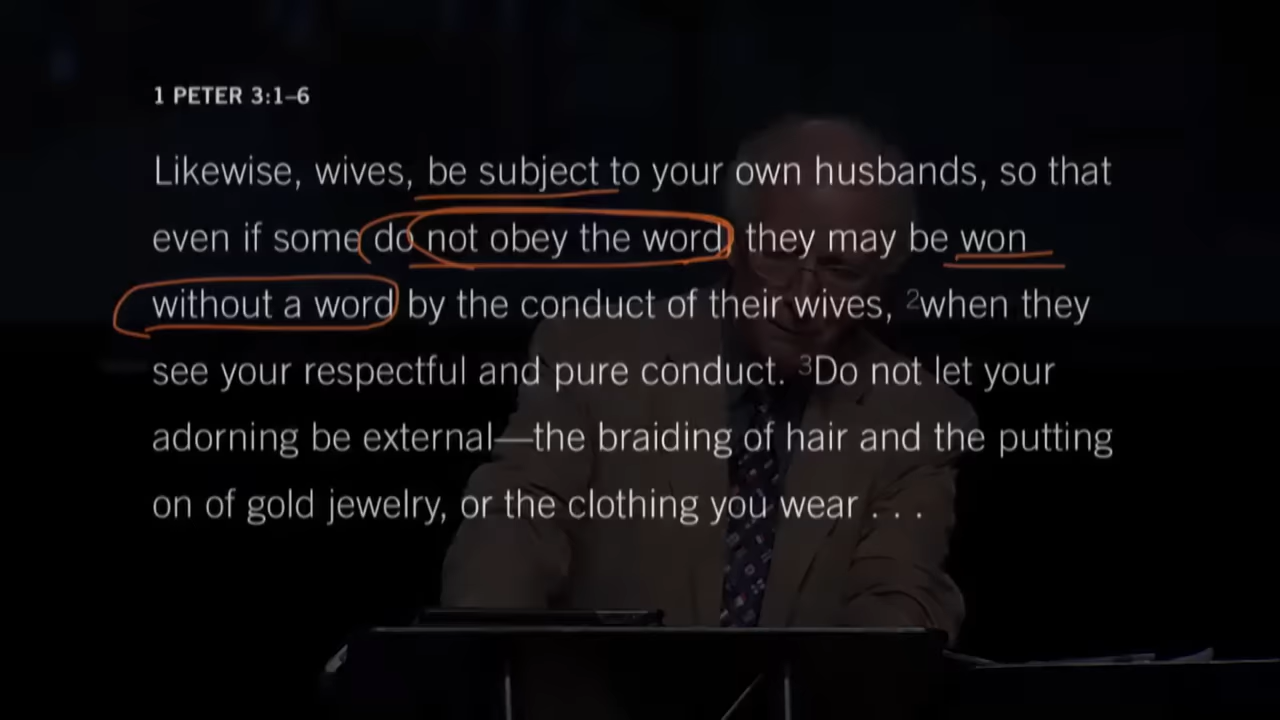 1 PETER 3:1–6
Likewise, wives, be subject to your own husbands, so that
even if some do not obey the word, they may be won
without a word by the conduct of their wives, ²when they
see your respectful and pure conduct. ³Do not let your
adorning be external—the braiding of hair and the putting
on of gold jewelry, or the clothing you wear . . .